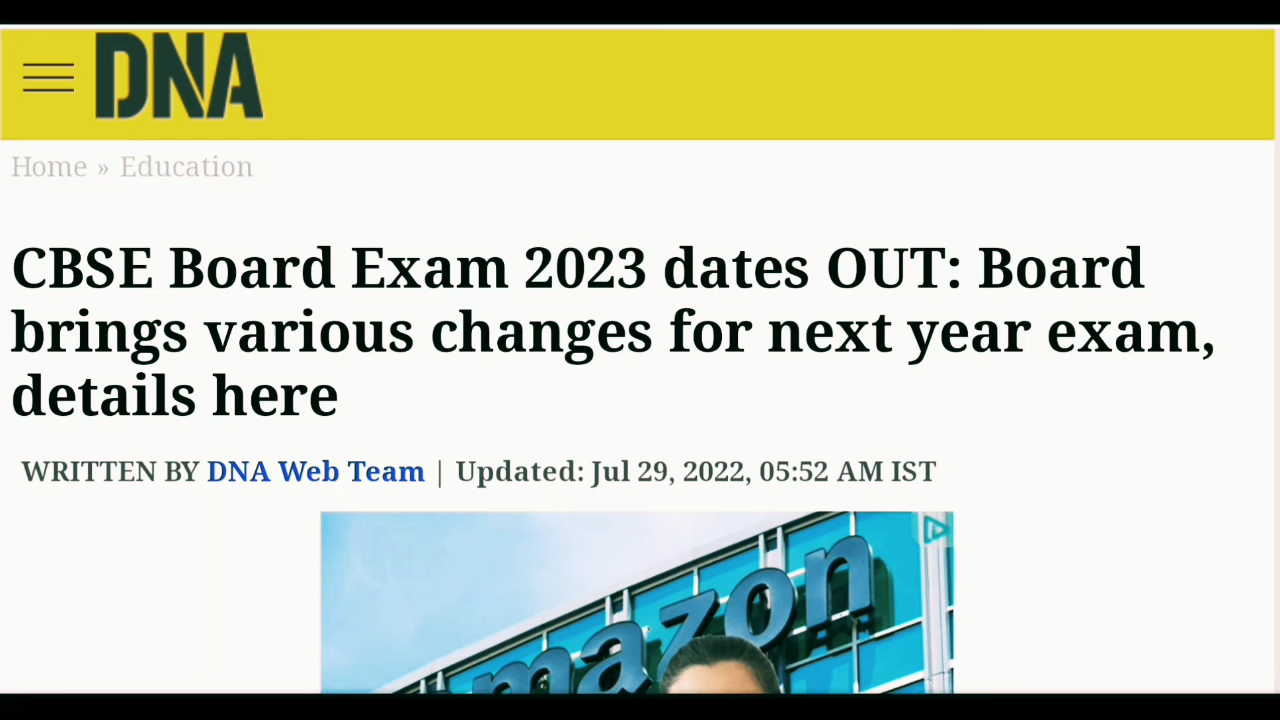 DNA
Home » Education
CBSE Board Exam 2023 dates OUT: Board
brings various changes for next year exam,
details here
WRITTEN BY DNA Web Team | Updated: Jul 29, 2022, 05:52 AM IST
amazon